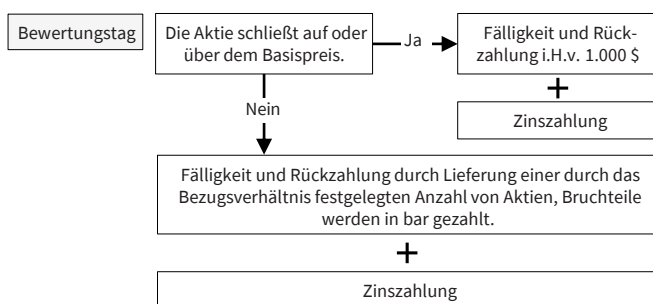 Bewertungstag
Die Aktie schließt auf oder
über dem Basispreis.
Ja
Fälligkeit und Rück-
zahlung i.H.v. 1.000 $
+
Zinszahlung
Nein
Fälligkeit und Rückzahlung durch Lieferung einer durch das
Bezugsverhältnis festgelegten Anzahl von Aktien, Bruchteile
werden in bar gezahlt.
+
Zinszahlung